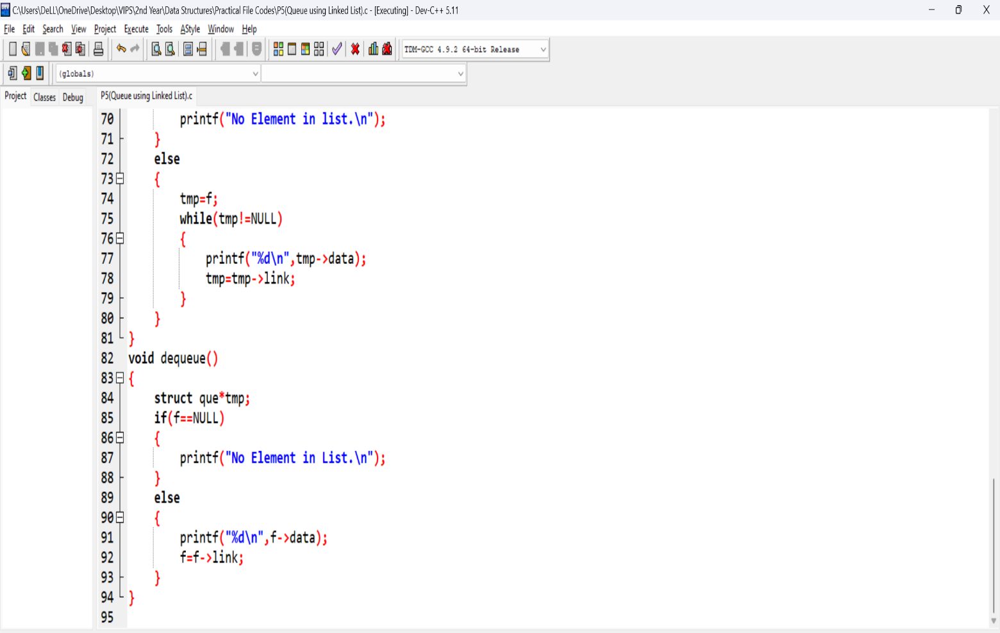 C:\Users\DeLL\OneDrive\Desktop\VIPS\2nd Year\Data Structures\Practical File Codes\P5(Queue using Linked List).c - [Executing] - Dev-C++ 5.11
File Edit Search View Project Execute Tools AStyle Window Help
TDM-GCC 4.9.2 64-bit Release
(globals)
Project Classes Debug P5(Queue using Linked List).c
70 printf("No Element in list.\n");
71 }
72 else
73 {
74 tmp=f;
75 while(tmp!=NULL)
76 {
77 printf("%d\n",tmp->data);
78 tmp=tmp->link;
79 }
80 }
81 }
82 void dequeue()
83 {
84 struct que*tmp;
85 if(f==NULL)
86 {
87 printf("No Element in List.\n");
88 }
89 else
90 {
91 printf("%d\n",f->data);
92 f=f->link;
93 }
94 }
95